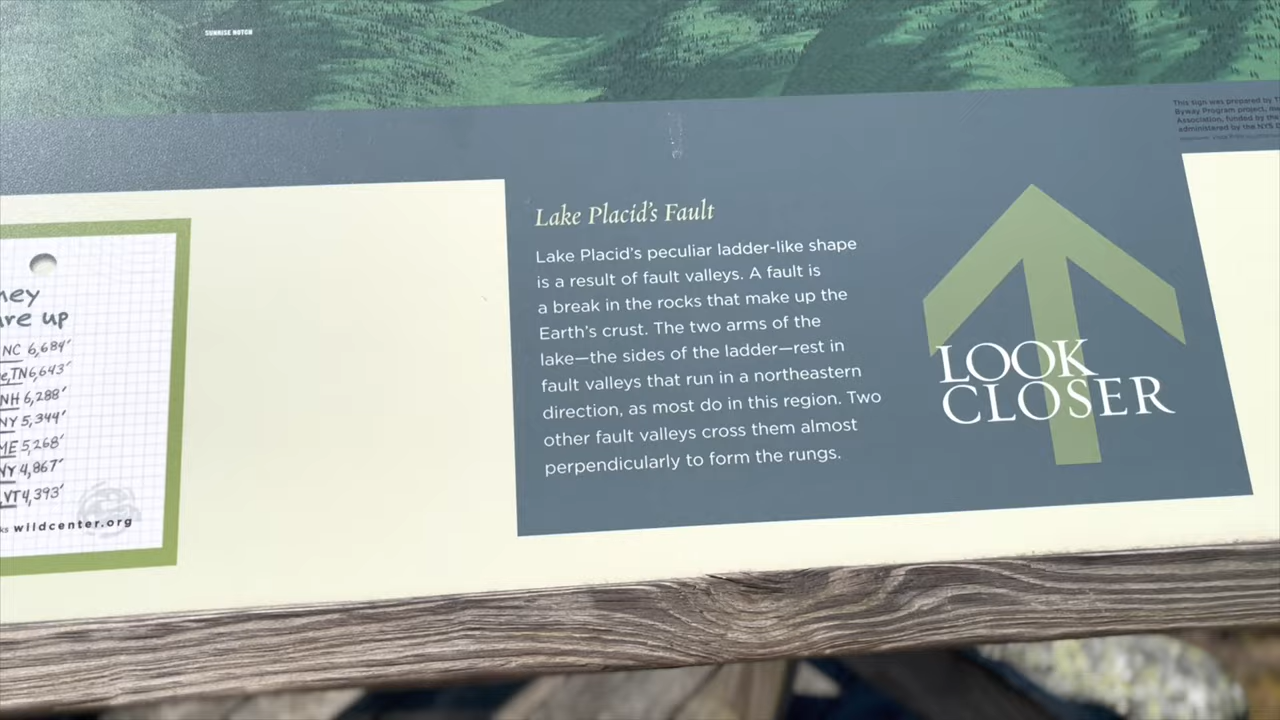 SUNRISE NOTCH
This sign was prepared by
Byway Program project,
Association, funded by the
administered by the NYS
Lake Placid's Fault
Lake Placid's peculiar ladder-like shape
is a result of fault valleys. A fault is
a break in the rocks that make up the
Earth's crust. The two arms of the
lake—the sides of the ladder—rest in
fault valleys that run in a northeastern
direction, as most do in this region. Two
other fault valleys cross them almost
perpendicularly to form the rungs.
LOOK
CLOSER
up
NC 6,684'
TN 6,643'
NH 6,288'
NY 5,344'
ME 5,268'
NY 4,867'
VT 4,393'
wildcenter.org